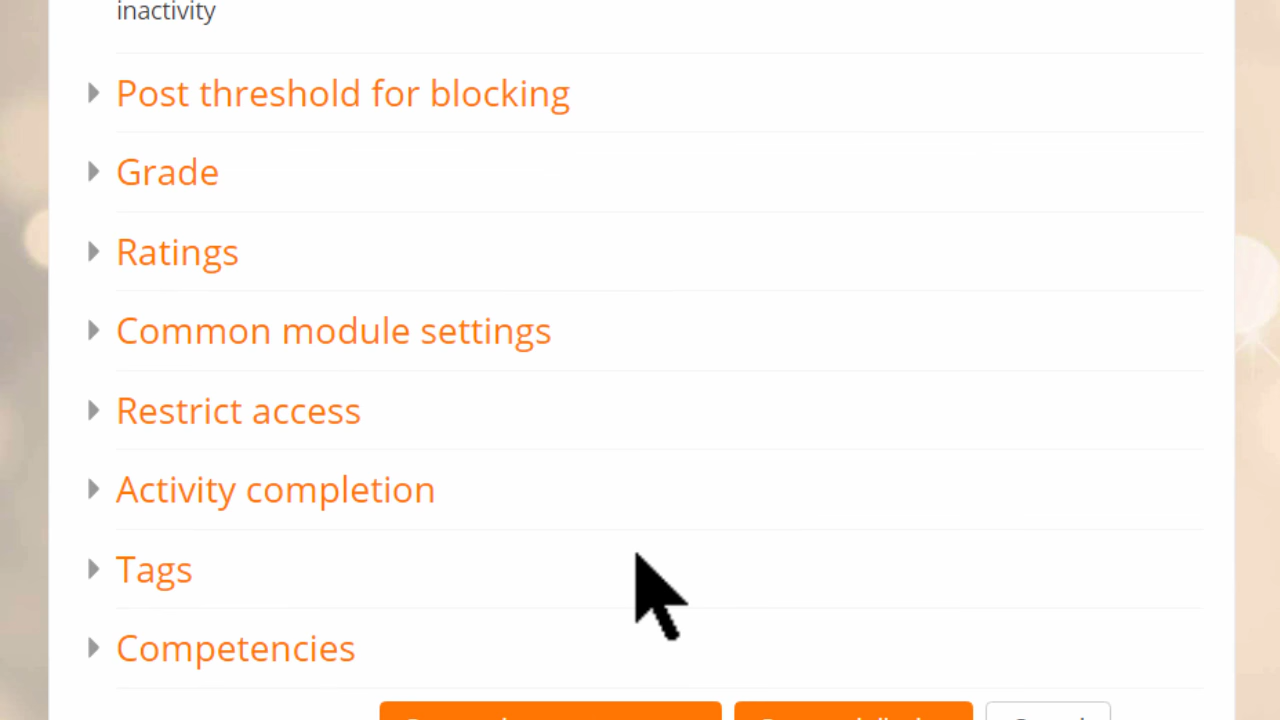 inactivity
Post threshold for blocking
Grade
Ratings
Common module settings
Restrict access
Activity completion
Tags
Competencies